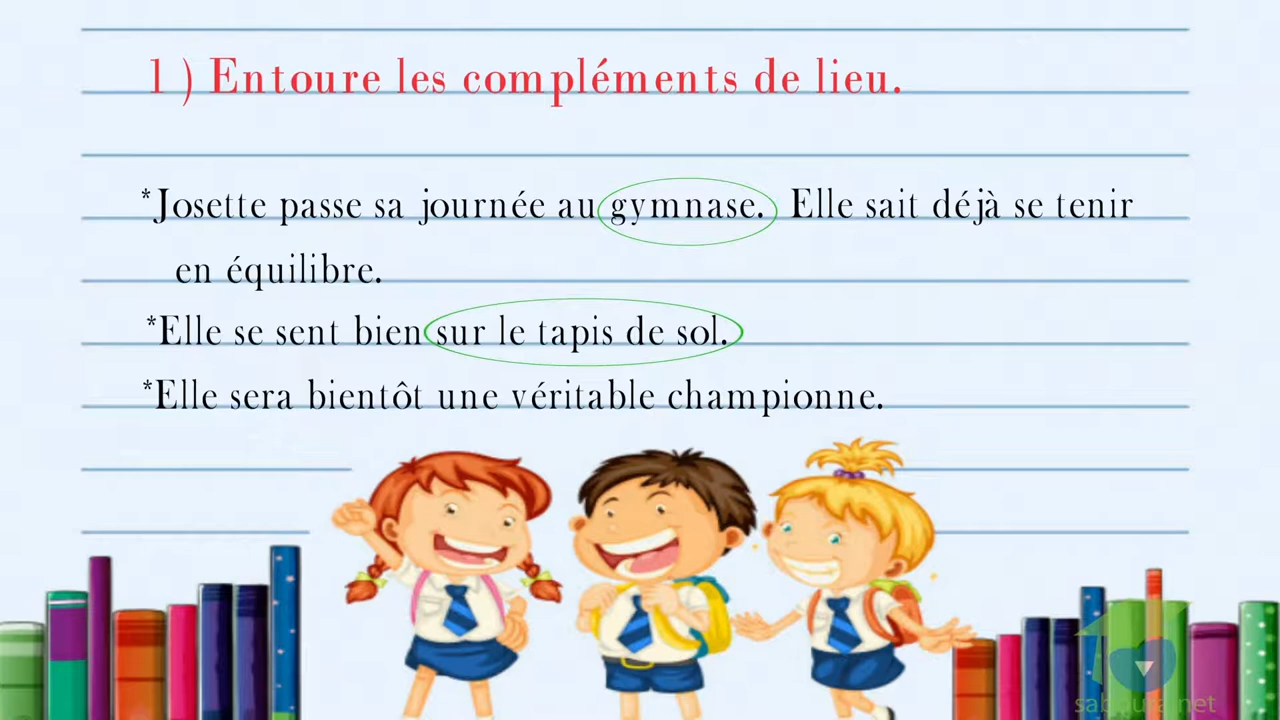 1 ) Entoure les compléments de lieu.
*Josette passe sa journée au gymnase. Elle sait déjà se tenir
en équilibre.
*Elle se sent bien sur le tapis de sol.
*Elle sera bientôt une véritable championne.